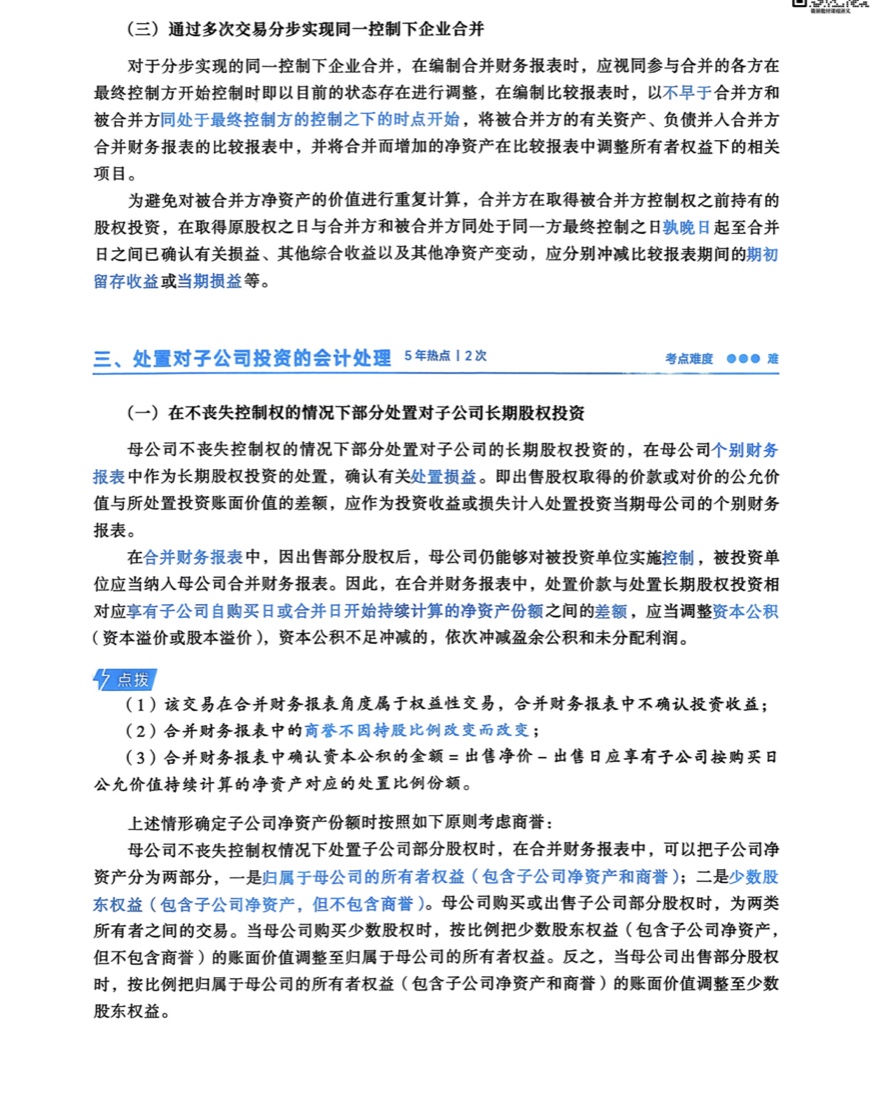 （三）通过多次交易分步实现同一控制下企业合并
对于分步实现的同一控制下企业合并，在编制合并财务报表时，应视同参与合并的各方在
最终控制方开始控制时即以目前的状态存在进行调整，在编制比较报表时，以不早于合并方和
被合并方同处于最终控制方的控制之下的时点开始，将被合并方的有关资产、负债并入合并方
合并财务报表的比较报表中，并将合并而增加的净资产在比较报表中调整所有者权益下的相关
项目。
为避免对被合并方净资产的价值进行重复计算，合并方在取得被合并方控制权之前持有的
股权投资，在取得原股权之日与合并方和被合并方同处于同一方最终控制之日孰晚日起至合并
日之间已确认有关损益、其他综合收益以及其他净资产变动，应分别冲减比较报表期间的期初
留存收益或当期损益等。
三、处置对子公司投资的会计处理 5年热点｜2次 考点难度 难
（一）在不丧失控制权的情况下部分处置对子公司长期股权投资
母公司不丧失控制权的情况下部分处置对子公司的长期股权投资的，在母公司个别财务
报表中作为长期股权投资的处置，确认有关处置损益。即出售股权取得的价款或对价的公允价
值与所处置投资账面价值的差额，应作为投资收益或损失计入处置投资当期母公司的个别财务
报表。
在合并财务报表中，因出售部分股权后，母公司仍能够对被投资单位实施控制，被投资单
位应当纳入母公司合并财务报表。因此，在合并财务报表中，处置价款与处置长期股权投资相
对应享有子公司自购买日或合并日开始持续计算的净资产份额之间的差额，应当调整资本公积
（资本溢价或股本溢价），资本公积不足冲减的，依次冲减盈余公积和未分配利润。
点拨
（1）该交易在合并财务报表角度属于权益性交易，合并财务报表中不确认投资收益；
（2）合并财务报表中的商誉不因持股比例改变而改变；
（3）合并财务报表中确认资本公积的金额=出售净价-出售日应享有子公司按购买日
公允价值持续计算的净资产对应的处置比例份额。
上述情形确定子公司净资产份额时按照如下原则考虑商誉：
母公司不丧失控制权情况下处置子公司部分股权时，在合并财务报表中，可以把子公司净
资产分为两部分，一是归属于母公司的所有者权益（包含子公司净资产和商誉）；二是少数股
东权益（包含子公司净资产，但不包含商誉）。母公司购买或出售子公司部分股权时，为两类
所有者之间的交易。当母公司购买少数股权时，按比例把少数股东权益（包含子公司净资产，
但不包含商誉）的账面价值调整至归属于母公司的所有者权益。反之，当母公司出售部分股权
时，按比例把归属于母公司的所有者权益（包含子公司净资产和商誉）的账面价值调整至少数
股东权益。